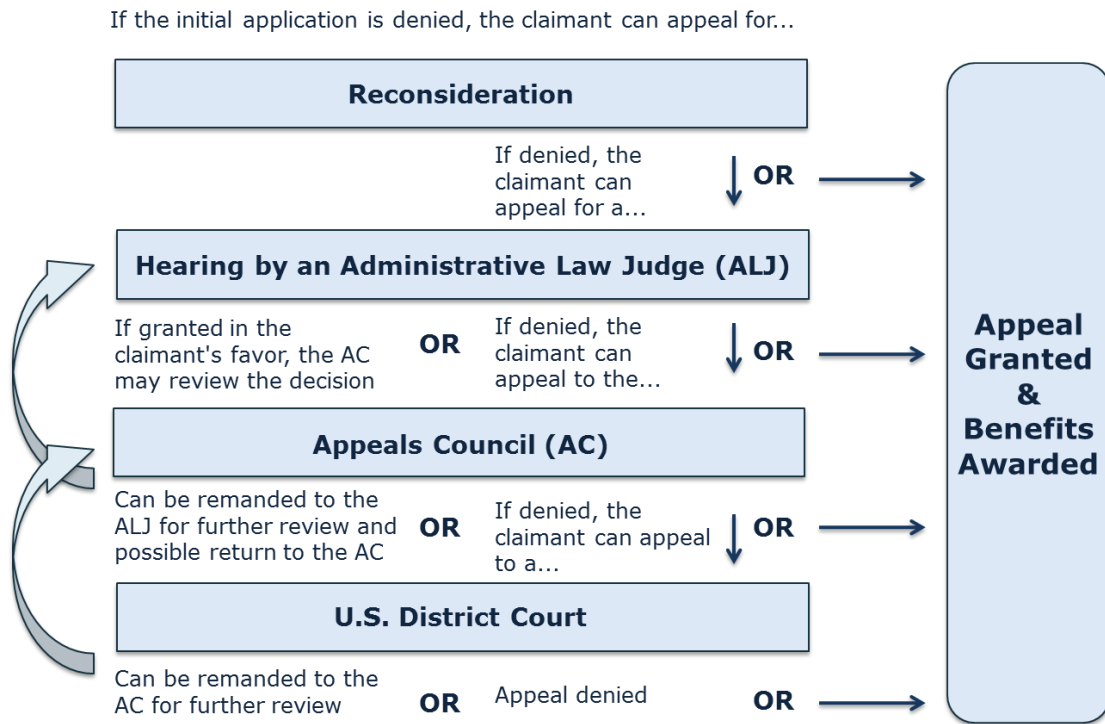 If the initial application is denied, the claimant can appeal for...
Reconsideration
If denied, the
claimant can
appeal for a...
OR
Hearing by an Administrative Law Judge (ALJ)
If granted in the
claimant's favor, the AC
may review the decision
OR
If denied, the
claimant can
appeal to the...
OR
Appeals Council (AC)
Can be remanded to the
ALJ for further review and
possible return to the AC
OR
If denied, the
claimant can appeal
to a...
OR
U.S. District Court
Can be remanded to the
AC for further review
OR
Appeal denied
OR
Appeal
Granted
&
Benefits
Awarded